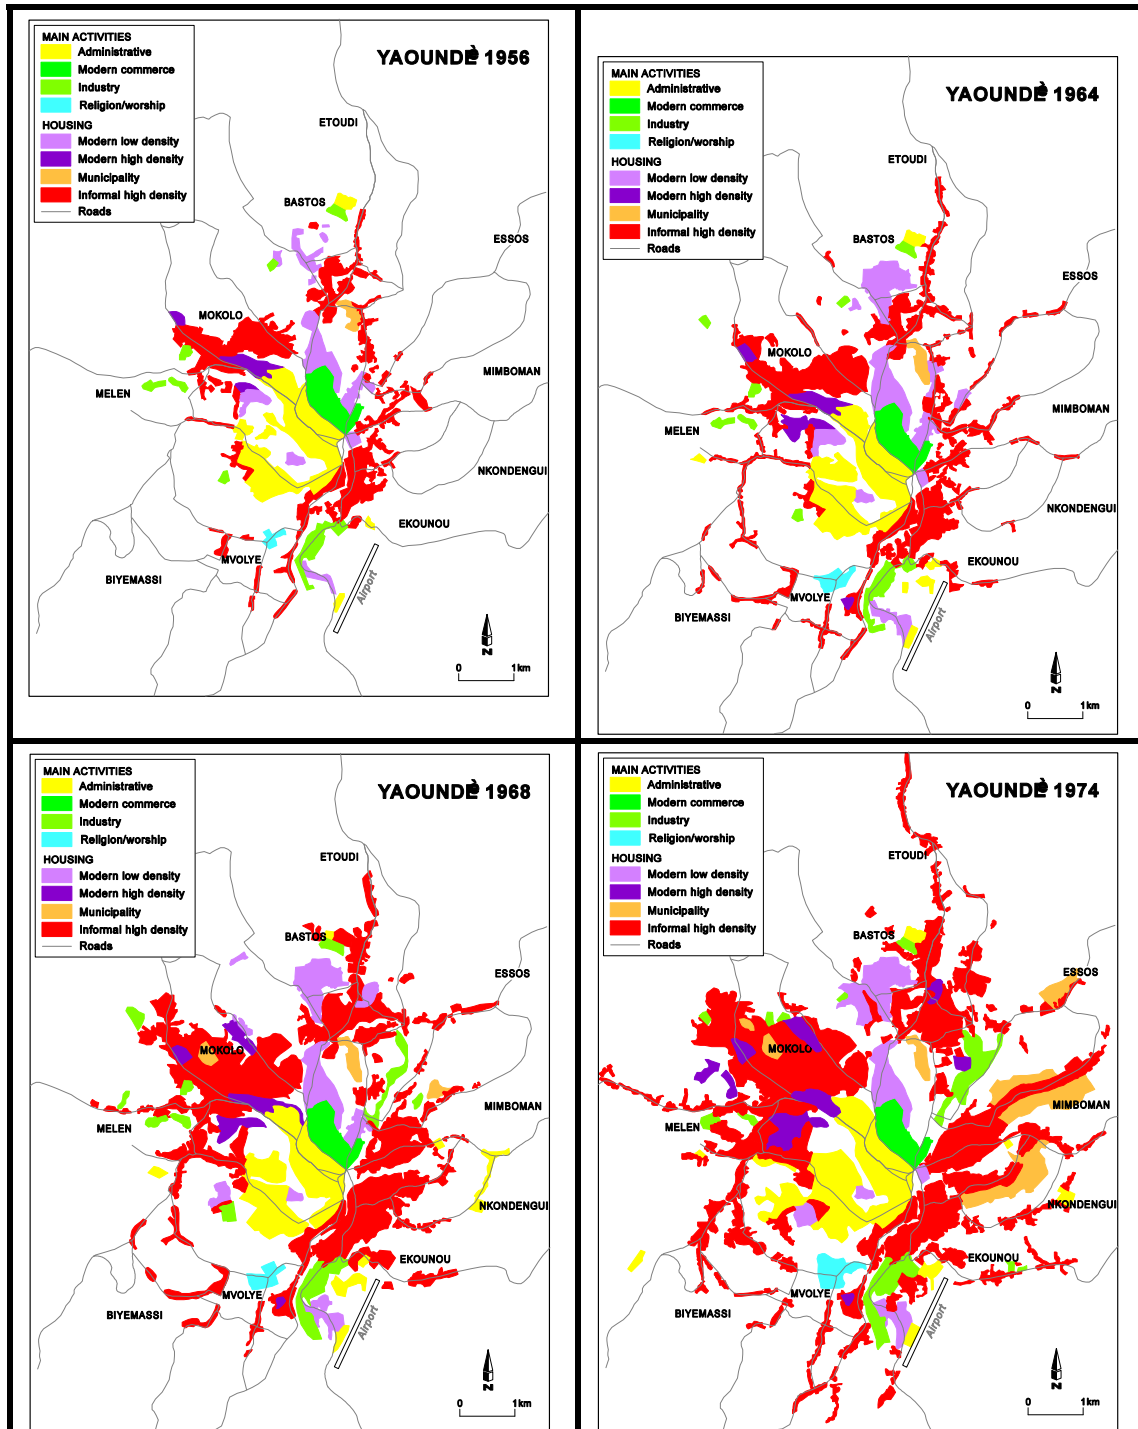 YAOUNDÈ 1956
MAIN ACTIVITIES
Administrative
Modern commerce
Industry
Religion/worship
HOUSING
Modern low density
Modern high density
Municipality
Informal high density
Roads
ETOUDI
BASTOS
ESSOS
MOKOLO
MIMBOMAN
MELEN
NKONDENGUI
EKOUNOU
MVOLYE
BIYEMASSI
Airport
N
0 1km
YAOUNDÈ 1964
MAIN ACTIVITIES
Administrative
Modern commerce
Industry
Religion/worship
HOUSING
Modern low density
Modern high density
Municipality
Informal high density
Roads
ETOUDI
BASTOS
ESSOS
MOKOLO
MIMBOMAN
MELEN
NKONDENGUI
EKOUNOU
MVOLYE
BIYEMASSI
Airport
N
0 1km
YAOUNDÈ 1968
MAIN ACTIVITIES
Administrative
Modern commerce
Industry
Religion/worship
HOUSING
Modern low density
Modern high density
Municipality
Informal high density
Roads
ETOUDI
BASTOS
ESSOS
MOKOLO
MIMBOMAN
MELEN
NKONDENGUI
EKOUNOU
MVOLYE
BIYEMASSI
Airport
N
0 1km
YAOUNDÈ 1974
MAIN ACTIVITIES
Administrative
Modern commerce
Industry
Religion/worship
HOUSING
Modern low density
Modern high density
Municipality
Informal high density
Roads
ETOUDI
BASTOS
ESSOS
MOKOLO
MIMBOMAN
MELEN
NKONDENGUI
EKOUNOU
MVOLYE
BIYEMASSI
Airport
N
0 1km